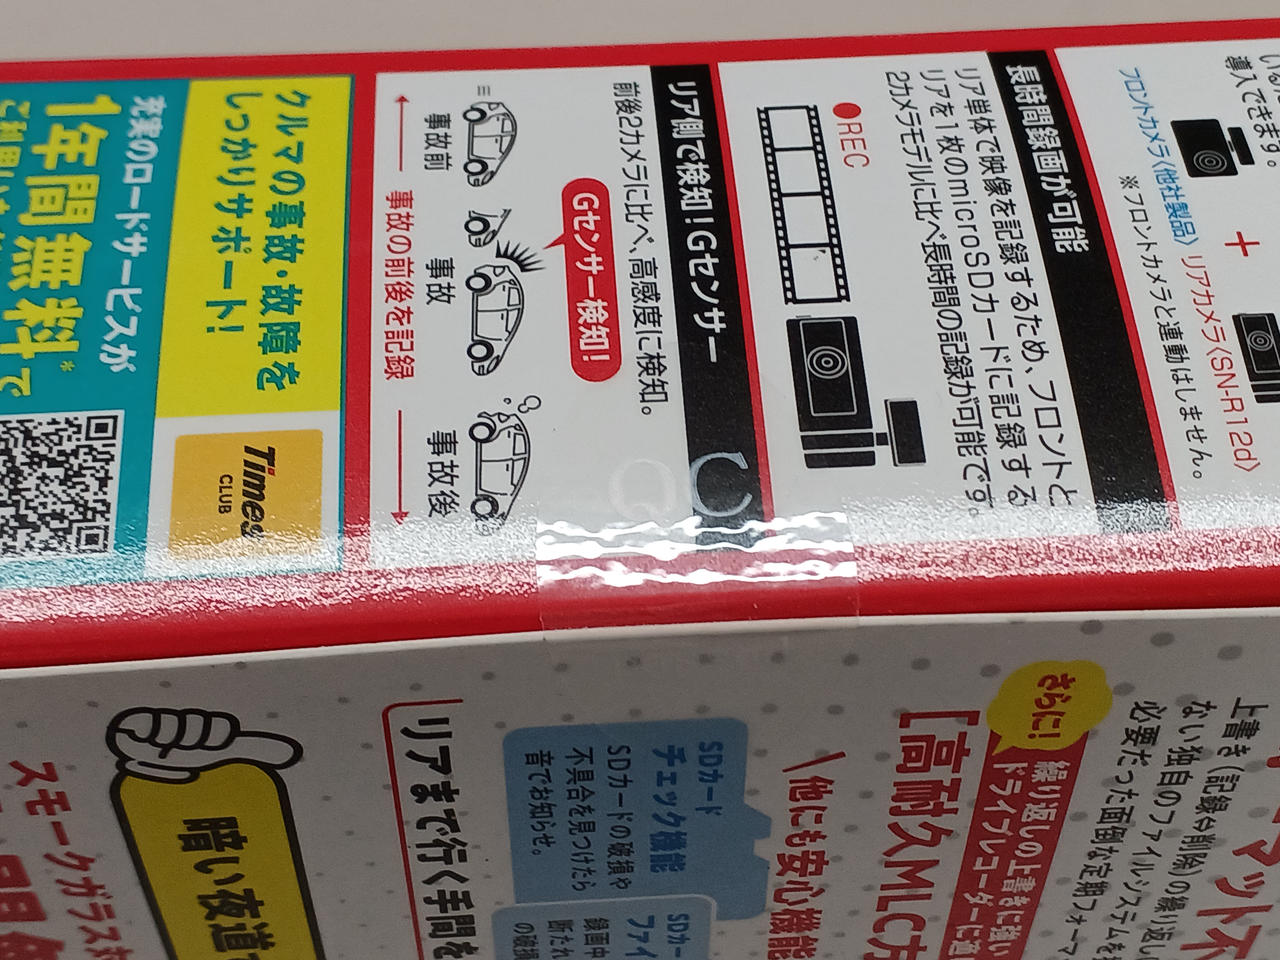 導入できます。
フロントカメラ〈他社製品〉
+
リアカメラ〈SN-R12d〉
※フロントカメラと連動はしません。
長時間録画が可能
リア単体で映像を記録するため、フロントと
リアを1枚のmicroSDカードに記録する
2カメラモデルに比べ長時間の記録が可能です。
●REC
リア側で検知!Gセンサー
前後2カメラに比べ、高感度に検知。
Gセンサー検知!
事故前
事故
事故後
事故の前後を記録
クルマの事故・故障を
しっかりサポート!
Times
CLUB
充実のロードサービスが
1年間無料*で
上書き(記録⇔削除)の繰り返し
ない独自のファイルシステムを
必要だった面倒な定期フォーマ
さらに!
繰り返しの上書きに強い
ドライブレコーダーに
[高耐久MLC方
他にも安心機能
SDカード
チェック機能
SDカードの破損や
不具合を見つけたら
音でお知らせ。
SDカー
ファイ
録画中
断たれ
の破損
リアまで行く手間を
暗い夜道で
スモークガラス